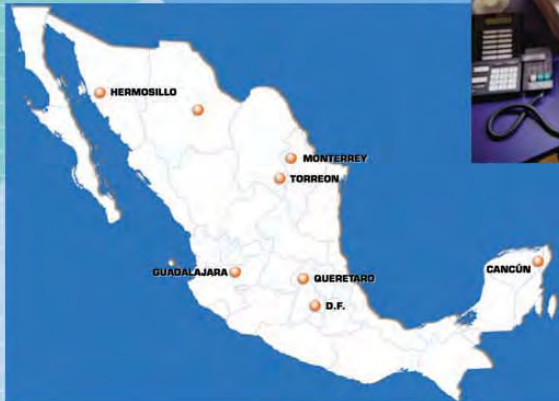 HERMOSILLO
MONTERREY
TORREON
GUADALAJARA
QUERETARO
CANCÚN
D.F.